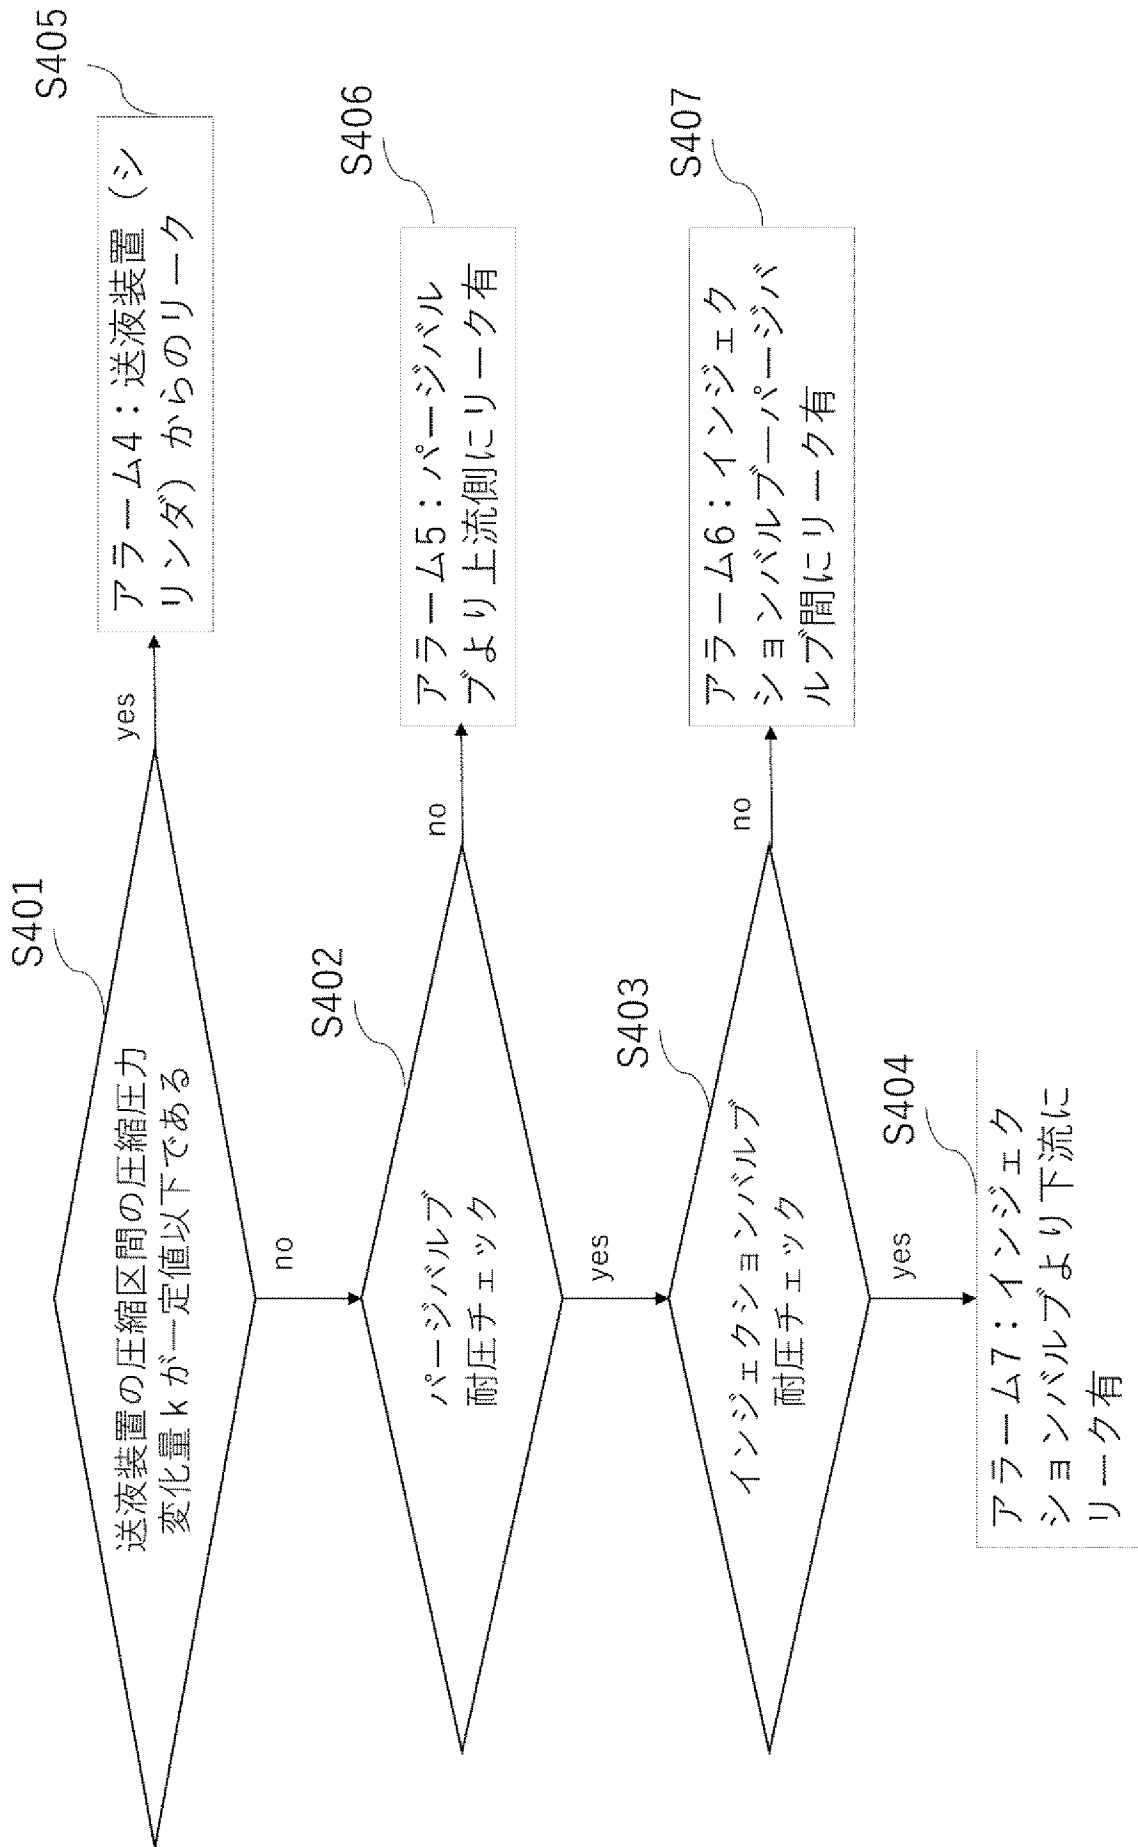 S401
送液装置の圧縮区間の圧縮圧力
変化量kが一定値以下である
yes
S405
アラーム4：送液装置（シ
リンダ）からのリーク
no
S402
パージバルブ
耐圧チェック
no
S406
アラーム5：パージバル
ブより上流側にリーク有
yes
S403
インジェクションバルブ
耐圧チェック
no
S407
アラーム6：インジェク
ションバルブーパージバ
ルブ間にリーク有
yes
S404
アラーム7：インジェク
ションバルブより下流に
リーク有